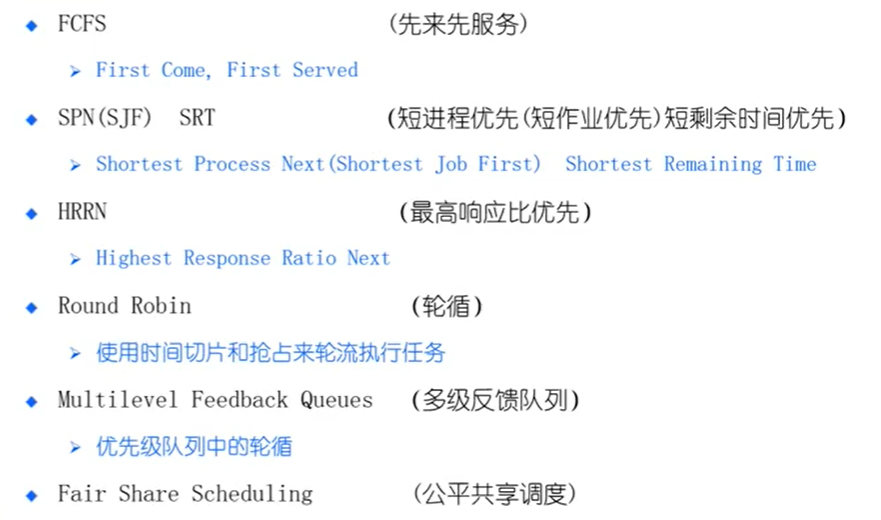 FCFS (先来先服务)
First Come, First Served
SPN(SJF) SRT (短进程优先(短作业优先)短剩余时间优先)
Shortest Process Next(Shortest Job First) Shortest Remaining Time
HRRN (最高响应比优先)
Highest Response Ratio Next
Round Robin (轮循)
使用时间切片和抢占来轮流执行任务
Multilevel Feedback Queues (多级反馈队列)
优先级队列中的轮循
Fair Share Scheduling (公平共享调度)